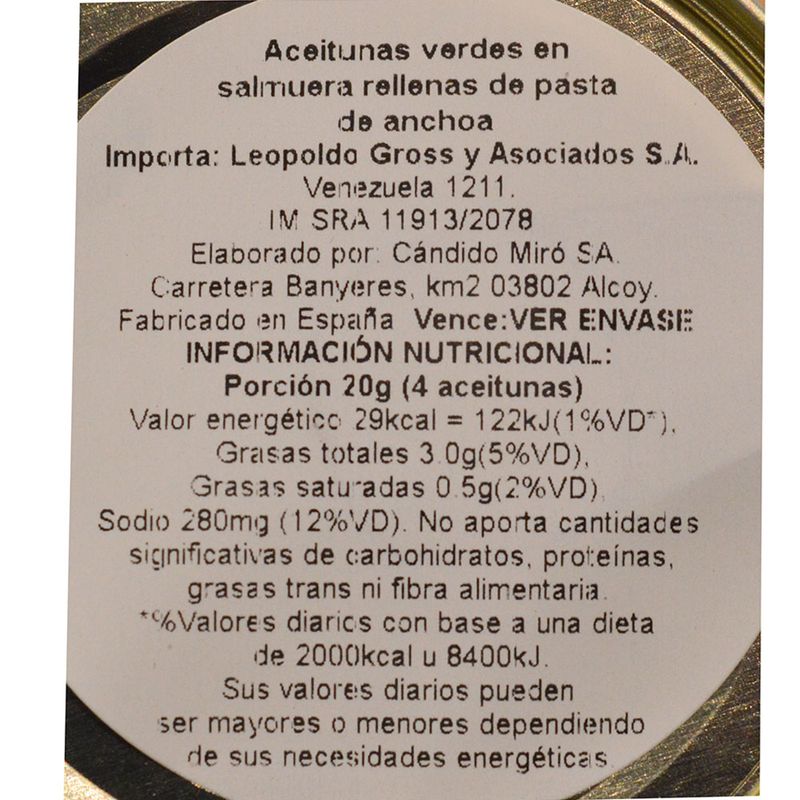 Aceitunas verdes en
salmuera rellenas de pasta
de anchoa
Importa: Leopoldo Gross y Asociados S.A.
Venezuela 1211.
IM SRA 11913/2078
Elaborado por: Cándido Miró SA.
Carretera Banyeres, km2 03802 Alcoy.
Fabricado en España Vence:VER ENVASE
INFORMACIÓN NUTRICIONAL:
Porción 20g (4 aceitunas)
Valor energético 29kcal = 122kJ(1%VD*),
Grasas totales 3.0g(5%VD),
Grasas saturadas 0.5g(2%VD)
Sodio 280mg (12%VD). No aporta cantidades
significativas de carbohidratos, proteínas,
grasas trans ni fibra alimentaria.
*%Valores diarios con base a una dieta
de 2000kcal u 8400kJ.
Sus valores diarios pueden
ser mayores o menores dependiendo
de sus necesidades energéticas.